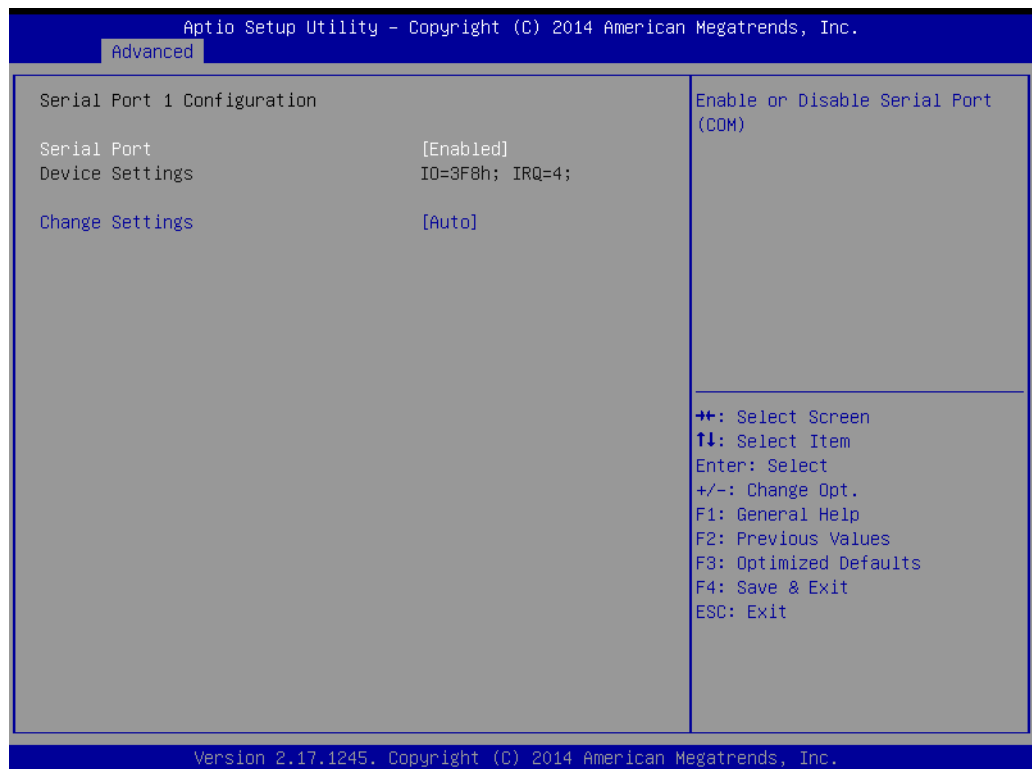 Aptio Setup Utility – Copyright (C) 2014 American Megatrends, Inc.
Advanced
Serial Port 1 Configuration
Serial Port [Enabled]
Device Settings IO=3F8h; IRQ=4;
Change Settings [Auto]
Enable or Disable Serial Port
(COM)
→←: Select Screen
↑↓: Select Item
Enter: Select
+/-: Change Opt.
F1: General Help
F2: Previous Values
F3: Optimized Defaults
F4: Save & Exit
ESC: Exit
Version 2.17.1245. Copyright (C) 2014 American Megatrends, Inc.